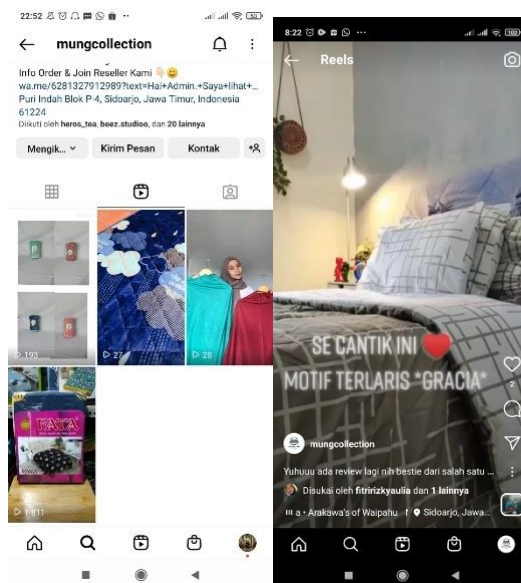 22:52
mungcollection
Info Order & Join Reseller Kami 👇😊
wa.me/6281327912989?text=Hai+Admin.+Saya+lihat+...
Puri Indah Blok P-4, Sidoarjo, Jawa Timur, Indonesia
61224
Diikuti oleh heros_tea, beez.studioo, dan 20 lainnya
Mengik...
Kirim Pesan
Kontak
193
27
28
VASIA
1.811
8:22
Reels
SE CANTIK INI ❤️
MOTIF TERLARIS *GRACIA*
2
mungcollection
Yuhuuu ada review lagi nih bestie dari salah satu ...
Disukai oleh fitririzkyaulia dan 1 lainnya
a • Arakawa's of Waipahu f
Sidoarjo, Jawa...